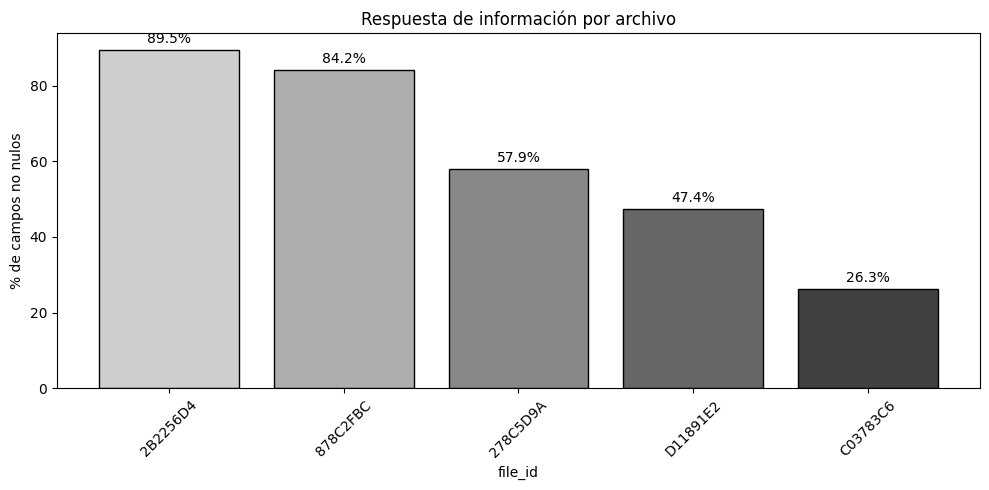 Respuesta de información por archivo
% de campos no nulos
80
60
40
20
0
89.5%
84.2%
57.9%
47.4%
26.3%
2B2256D4
878C2FBC
278C5D9A
D11891E2
C03783C6
file_id